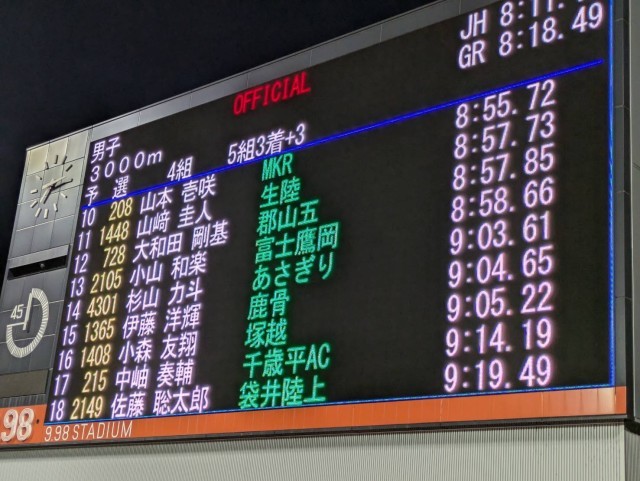 JH 8:11.
GR 8:18.49
OFFICIAL
男子
3000m 4組 5組3着+3
予 選
10 208 山本 壱咲 MKR 8:55.72
11 1448 山﨑 圭人 生陸 8:57.73
12 728 大和田 剛基 郡山五 8:57.85
13 2105 小山 和楽 富士鷹岡 8:58.66
14 4301 杉山 力斗 あさぎり 9:03.61
15 1365 伊藤 洋輝 鹿骨 9:04.65
16 1408 小森 友翔 塚越 9:05.22
17 215 中岫 奏輔 千歳平AC 9:14.19
18 2149 佐藤 聡太郎 袋井陸上 9:19.49
45
98
9.98 STADIUM